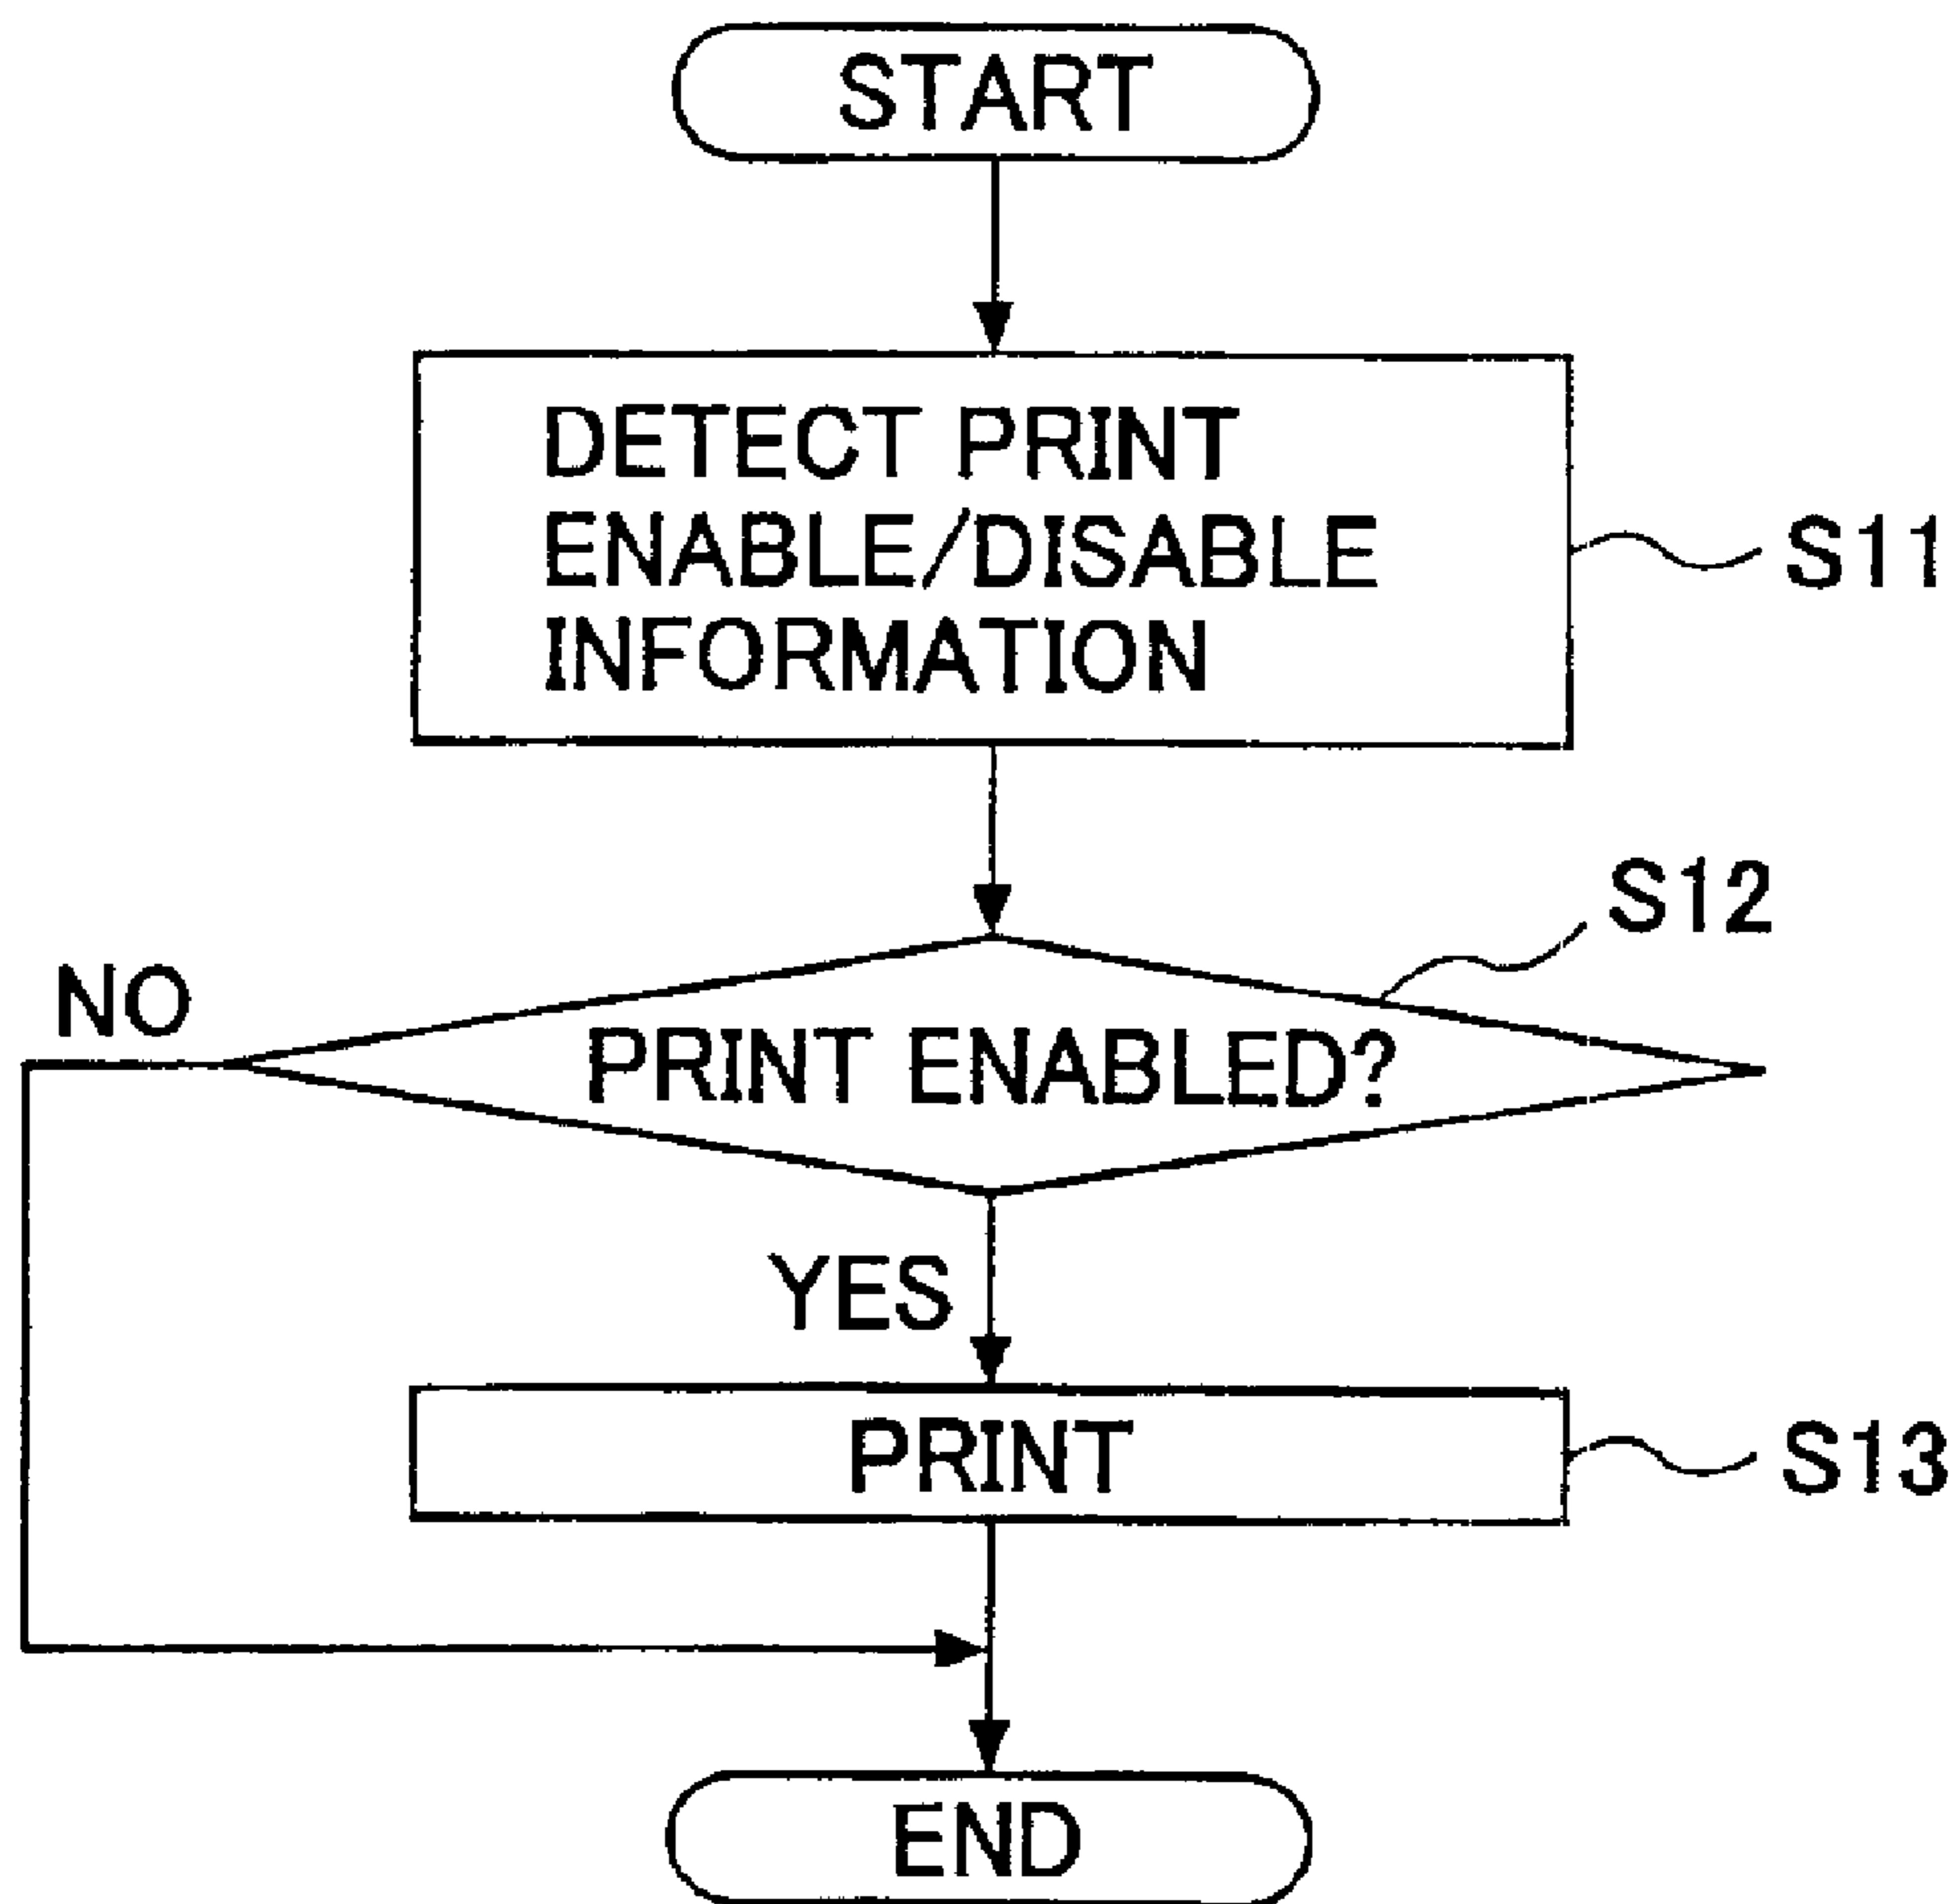 START
DETECT PRINT
ENABLE/DISABLE
INFORMATION
S11
S12
NO
PRINT ENABLED?
YES
PRINT
S13
END